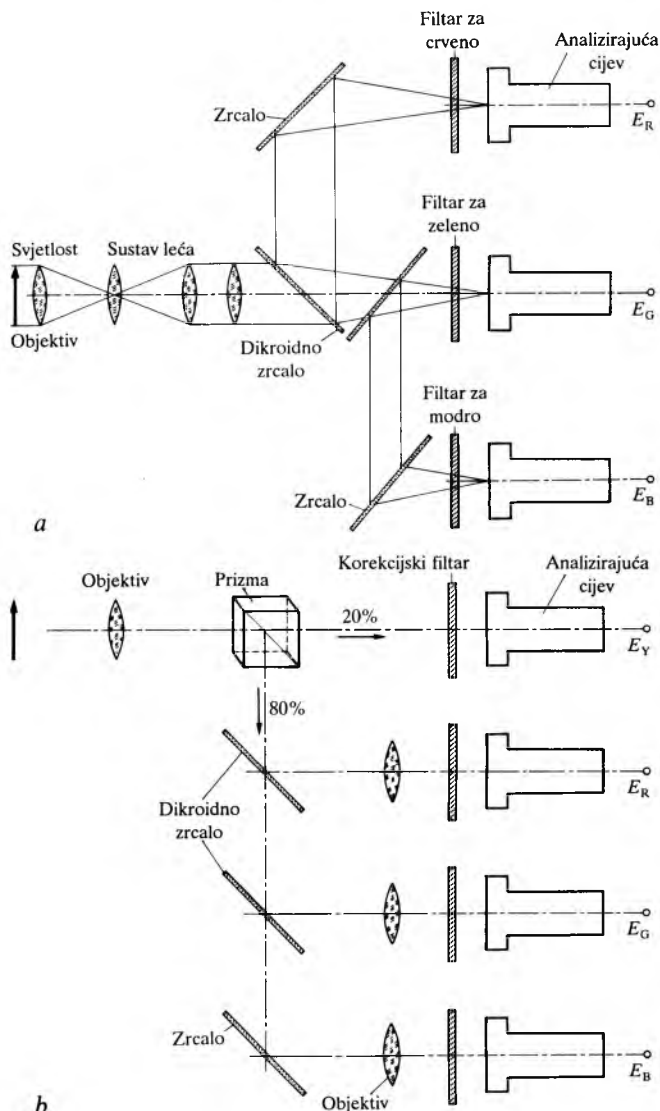 Filtar za
crveno
Analizirajuća
cijev
Zrcalo
E_R
Filtar za
zeleno
Svjetlost
Sustav leća
Objektiv
Dikroidno
zrcalo
E_G
Filtar za
modro
Zrcalo
E_B
a
Objektiv
Prizma
Korekcijski filtar
Analizirajuća
cijev
20%
E_Y
80%
E_R
Dikroidno
zrcalo
E_G
Zrcalo
E_B
Objektiv
b